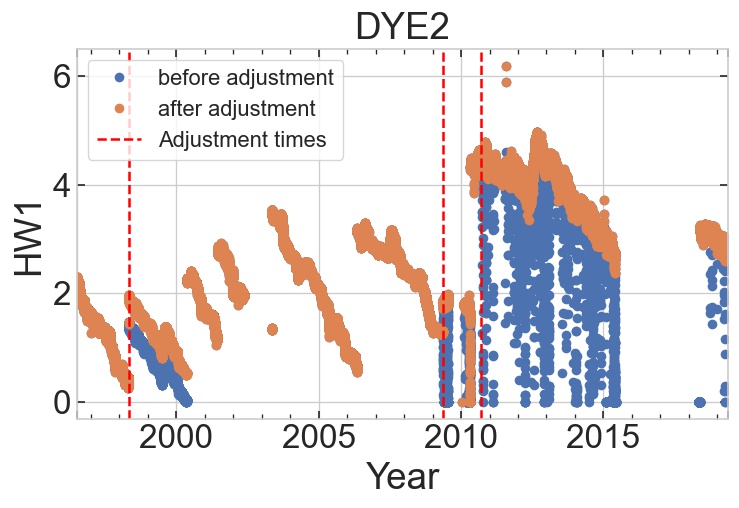 DYE2
before adjustment
after adjustment
Adjustment times
HW1
6
4
2
0
2000 2005 2010 2015
Year